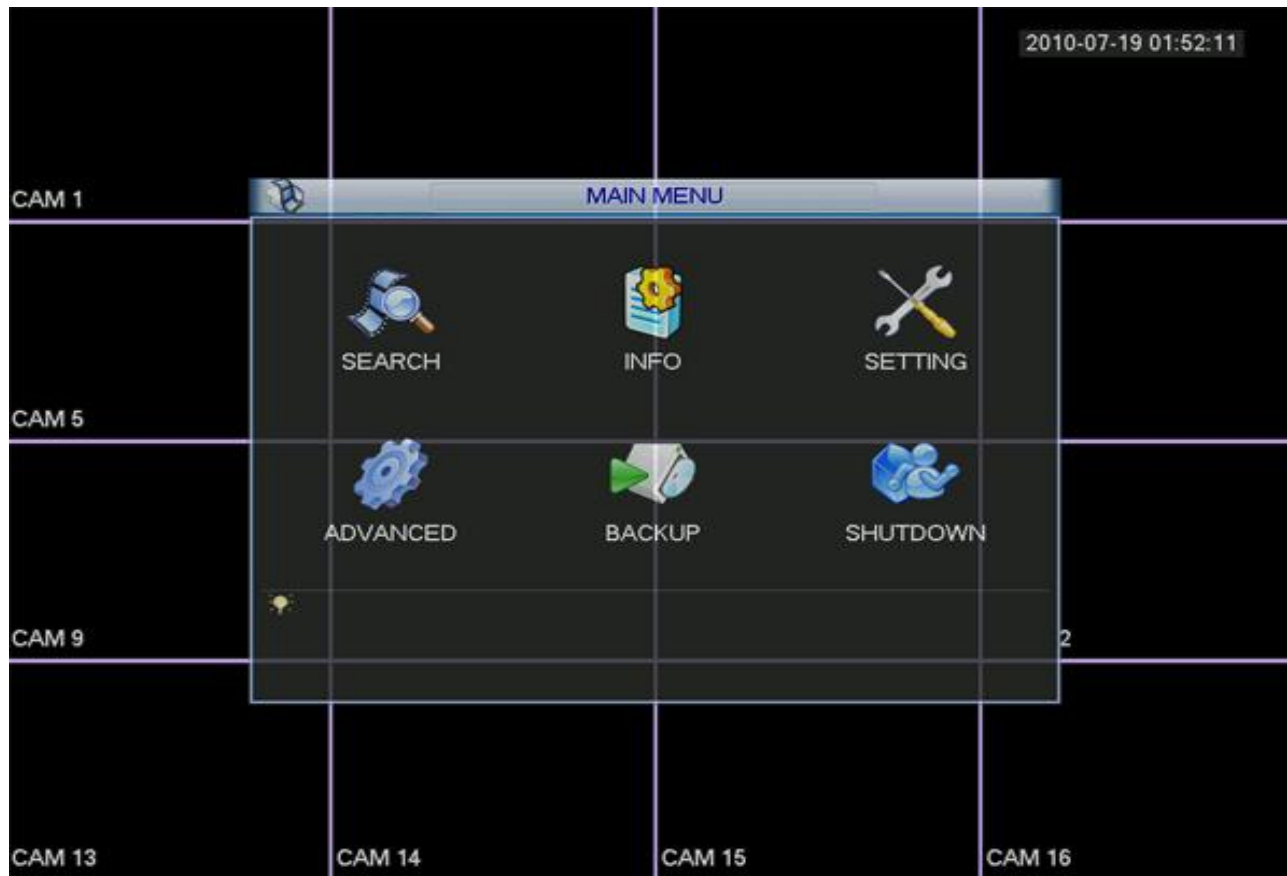 2010-07-19 01:52:11
CAM 1
MAIN MENU
SEARCH INFO SETTING
CAM 5
ADVANCED BACKUP SHUTDOWN
CAM 9 2
CAM 13 CAM 14 CAM 15 CAM 16